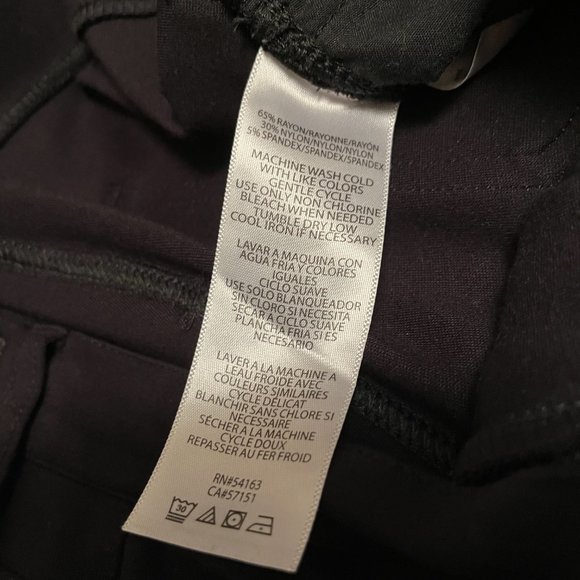 65% RAYON/RAYONNE/RAYÓN
30% NYLON/NYLON/NYLON
5% SPANDEX/SPANDEX/SPANDEX
MACHINE WASH COLD
WITH LIKE COLORS
GENTLE CYCLE
USE ONLY NON CHLORINE
BLEACH WHEN NEEDED
TUMBLE DRY LOW
COOL IRON IF NECESSARY
LAVAR A MAQUINA CON
AGUA FRIA Y COLORES
IGUALES
CICLO SUAVE
USE SOLO BLANQUEADOR
SIN CLORO SI NECESITA
SECAR A CICLO SUAVE
PLANCHA FRIA SI ES
NECESARIO
LAVER A LA MACHINE A
LEAU FROIDE AVEC
COULEURS SIMILAIRES
CYCLE DÉLICAT
BLANCHIR SANS CHLORE SI
NECESSAIRE
SÉCHER A LA MACHINE
CYCLE DOUX
REPASSER AU FER FROID
RN#54163
CA#57151
30